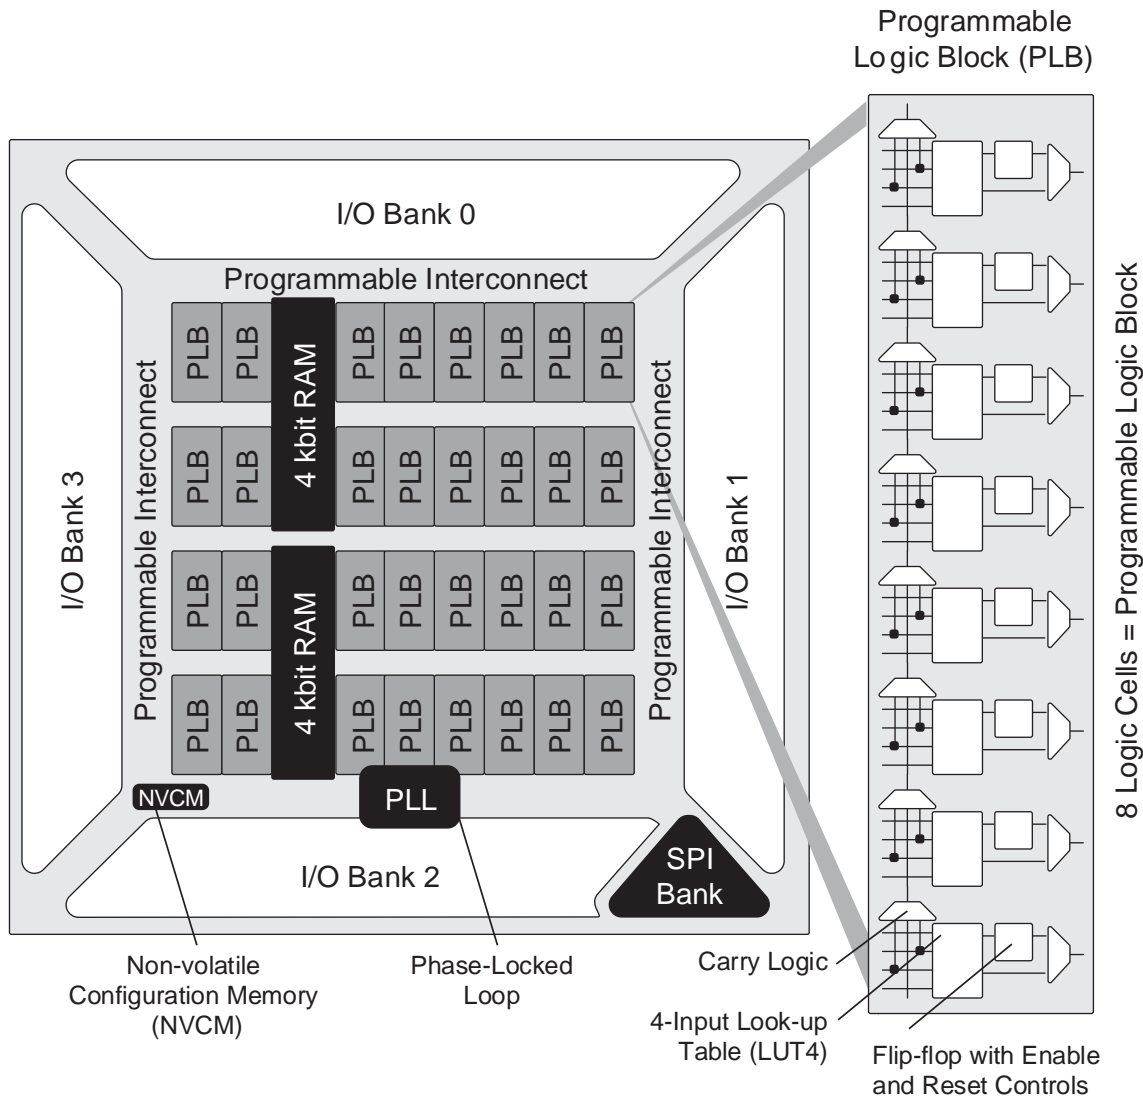 Programmable
Logic Block (PLB)
I/O Bank 0
Programmable Interconnect
PLB
PLB
4 kbit RAM
PLB
PLB
PLB
PLB
PLB
PLB
PLB
PLB
PLB
PLB
PLB
PLB
PLB
PLB
I/O Bank 3
Programmable Interconnect
Programmable Interconnect
I/O Bank 1
8 Logic Cells = Programmable Logic Block
PLB
PLB
4 kbit RAM
PLB
PLB
PLB
PLB
PLB
PLB
PLB
PLB
PLB
PLB
PLB
PLB
PLB
PLB
NVCM
PLL
I/O Bank 2
SPI
Bank
Non-volatile
Configuration Memory
(NVCM)
Phase-Locked
Loop
Carry Logic
4-Input Look-up
Table (LUT4)
Flip-flop with Enable
and Reset Controls